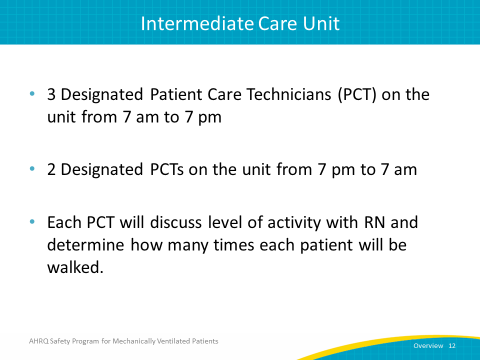 Intermediate Care Unit
• 3 Designated Patient Care Technicians (PCT) on the
unit from 7 am to 7 pm
• 2 Designated PCTs on the unit from 7 pm to 7 am
• Each PCT will discuss level of activity with RN and
determine how many times each patient will be
walked.
AHRQ Safety Program for Mechanically Ventilated Patients
Overview 12